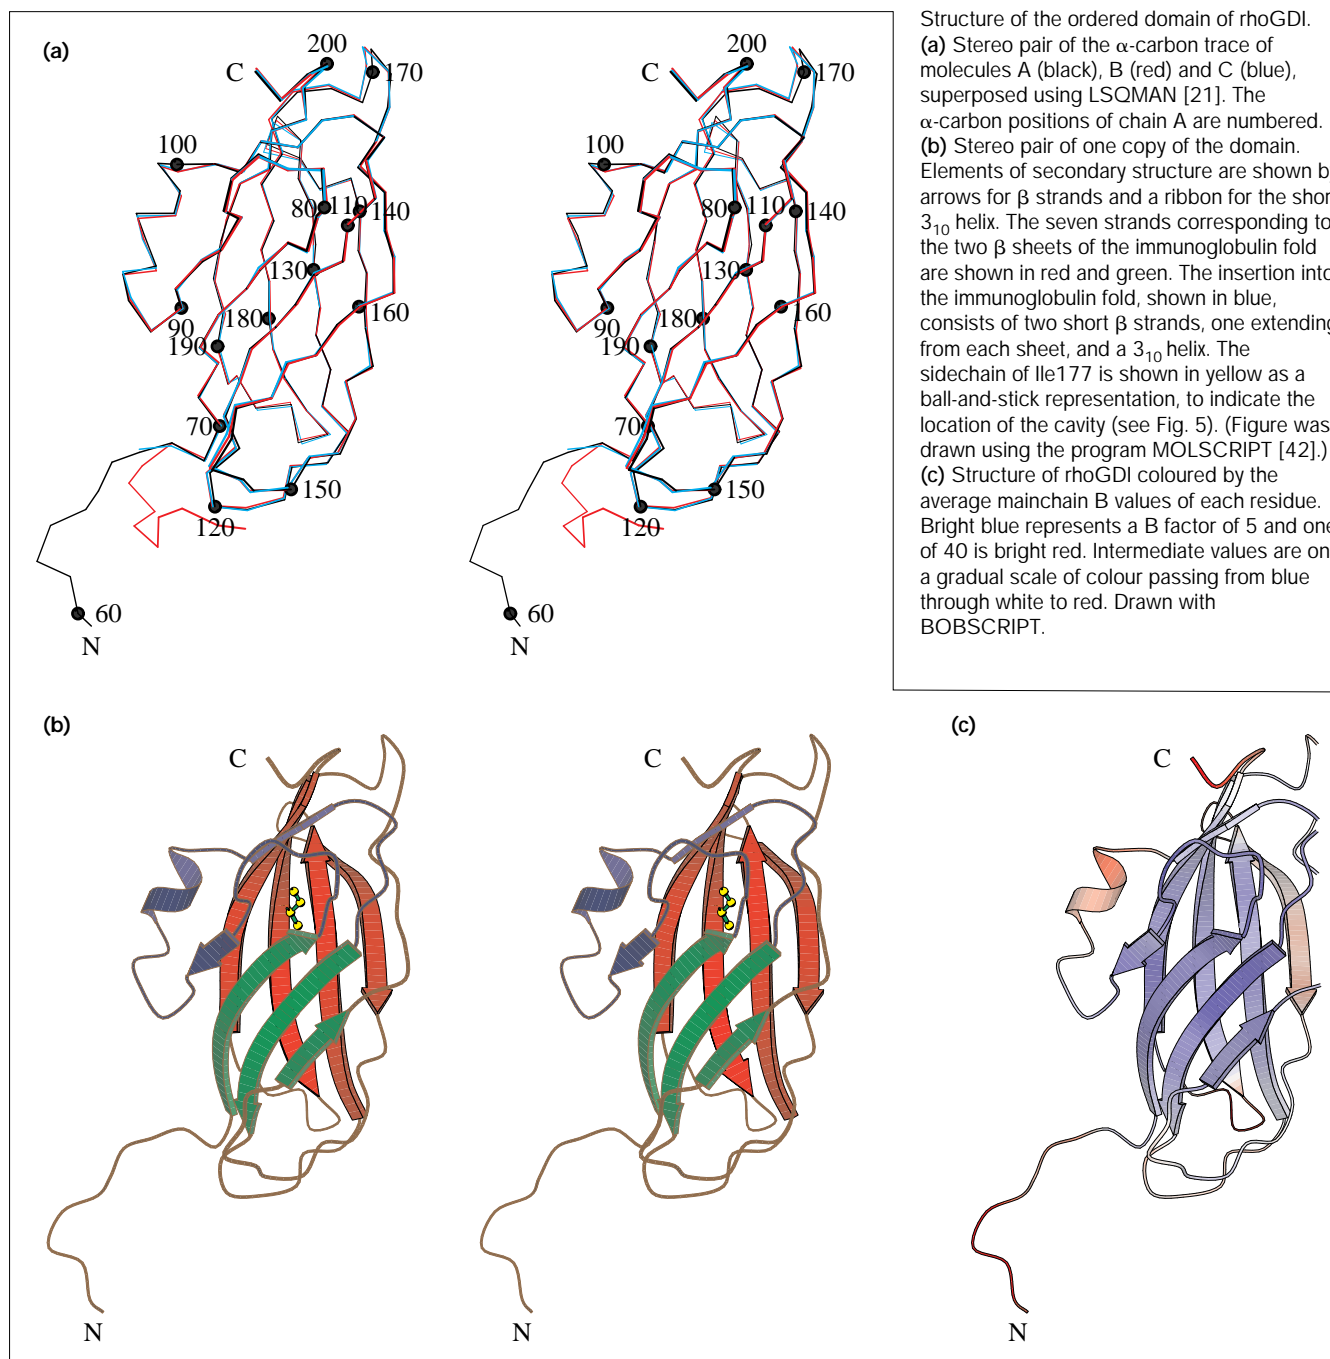 (a)
C
200
170
100
80
110
140
130
90
180
160
190
70
150
120
60
N
C
200
170
100
80
110
140
130
90
180
160
190
70
150
120
60
N
Structure of the ordered domain of rhoGDI.
(a) Stereo pair of the α-carbon trace of
molecules A (black), B (red) and C (blue),
superposed using LSQMAN [21]. The
α-carbon positions of chain A are numbered.
(b) Stereo pair of one copy of the domain.
Elements of secondary structure are shown b
arrows for β strands and a ribbon for the shor
3₁₀ helix. The seven strands corresponding to
the two β sheets of the immunoglobulin fold
are shown in red and green. The insertion into
the immunoglobulin fold, shown in blue,
consists of two short β strands, one extending
from each sheet, and a 3₁₀ helix. The
sidechain of Ile177 is shown in yellow as a
ball-and-stick representation, to indicate the
location of the cavity (see Fig. 5). (Figure was
drawn using the program MOLSCRIPT [42].)
(c) Structure of rhoGDI coloured by the
average mainchain B values of each residue.
Bright blue represents a B factor of 5 and one
of 40 is bright red. Intermediate values are on
a gradual scale of colour passing from blue
through white to red. Drawn with
BOBSCRIPT.
(b)
C
N
C
N
(c)
C
N